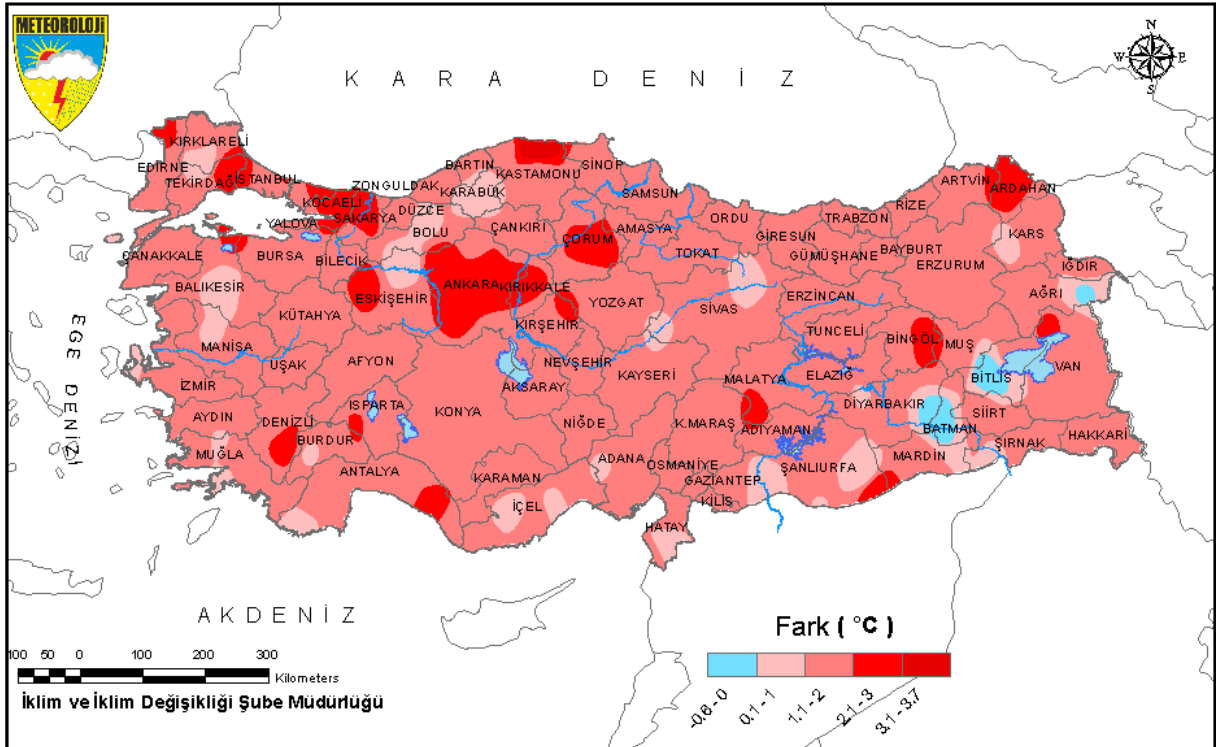 METEOROLOJİ
N
W E
S
KARA DENİZ
KIRKLARELİ
EDİRNE
TEKİRDAĞ
İSTANBUL
KOCAELİ
YALOVA
SAKARYA
ZONGULDAK
DÜZCE
BOLU
BARTIN
KARABÜK
KASTAMONU
SİNOP
SAMSUN
ÇANKIRI
ÇORUM
AMASYA
TOKAT
ORDU
GİRESUN
TRABZON
GÜMÜŞHANE
RİZE
BAYBURT
ARTVİN
ARDAHAN
KARS
ERZURUM
IĞDIR
AĞRI
ÇANAKKALE
BALIKESİR
BURSA
BİLECİK
ESKİŞEHİR
KÜTAHYA
ANKARA
KIRIKKALE
KIRŞEHİR
YOZGAT
SİVAS
ERZİNCAN
TUNCELİ
BİNGÖL
MUŞ
BİTLİS
VAN
EGE DENİZİ
MANİSA
UŞAK
AFYON
İZMİR
AYDIN
DENİZLİ
ISPARTA
BURDUR
MUĞLA
ANTALYA
KONYA
AKSARAY
NEVŞEHİR
KAYSERİ
NİĞDE
MALATYA
ELAZIĞ
DİYARBAKIR
BATMAN
SİİRT
ŞIRNAK
HAKKARİ
MARDİN
K.MARAŞ
ADIYAMAN
ŞANLIURFA
ADANA
OSMANİYE
GAZİANTEP
KİLİS
KARAMAN
İÇEL
HATAY
AKDENİZ
100 50 0 100 200 300
Kilometers
İklim ve İklim Değişikliği Şube Müdürlüğü
Fark ( °C )
-0.6 - 0
0.1 - 1
1.1 - 2
2.1 - 3
3.1 - 3.7